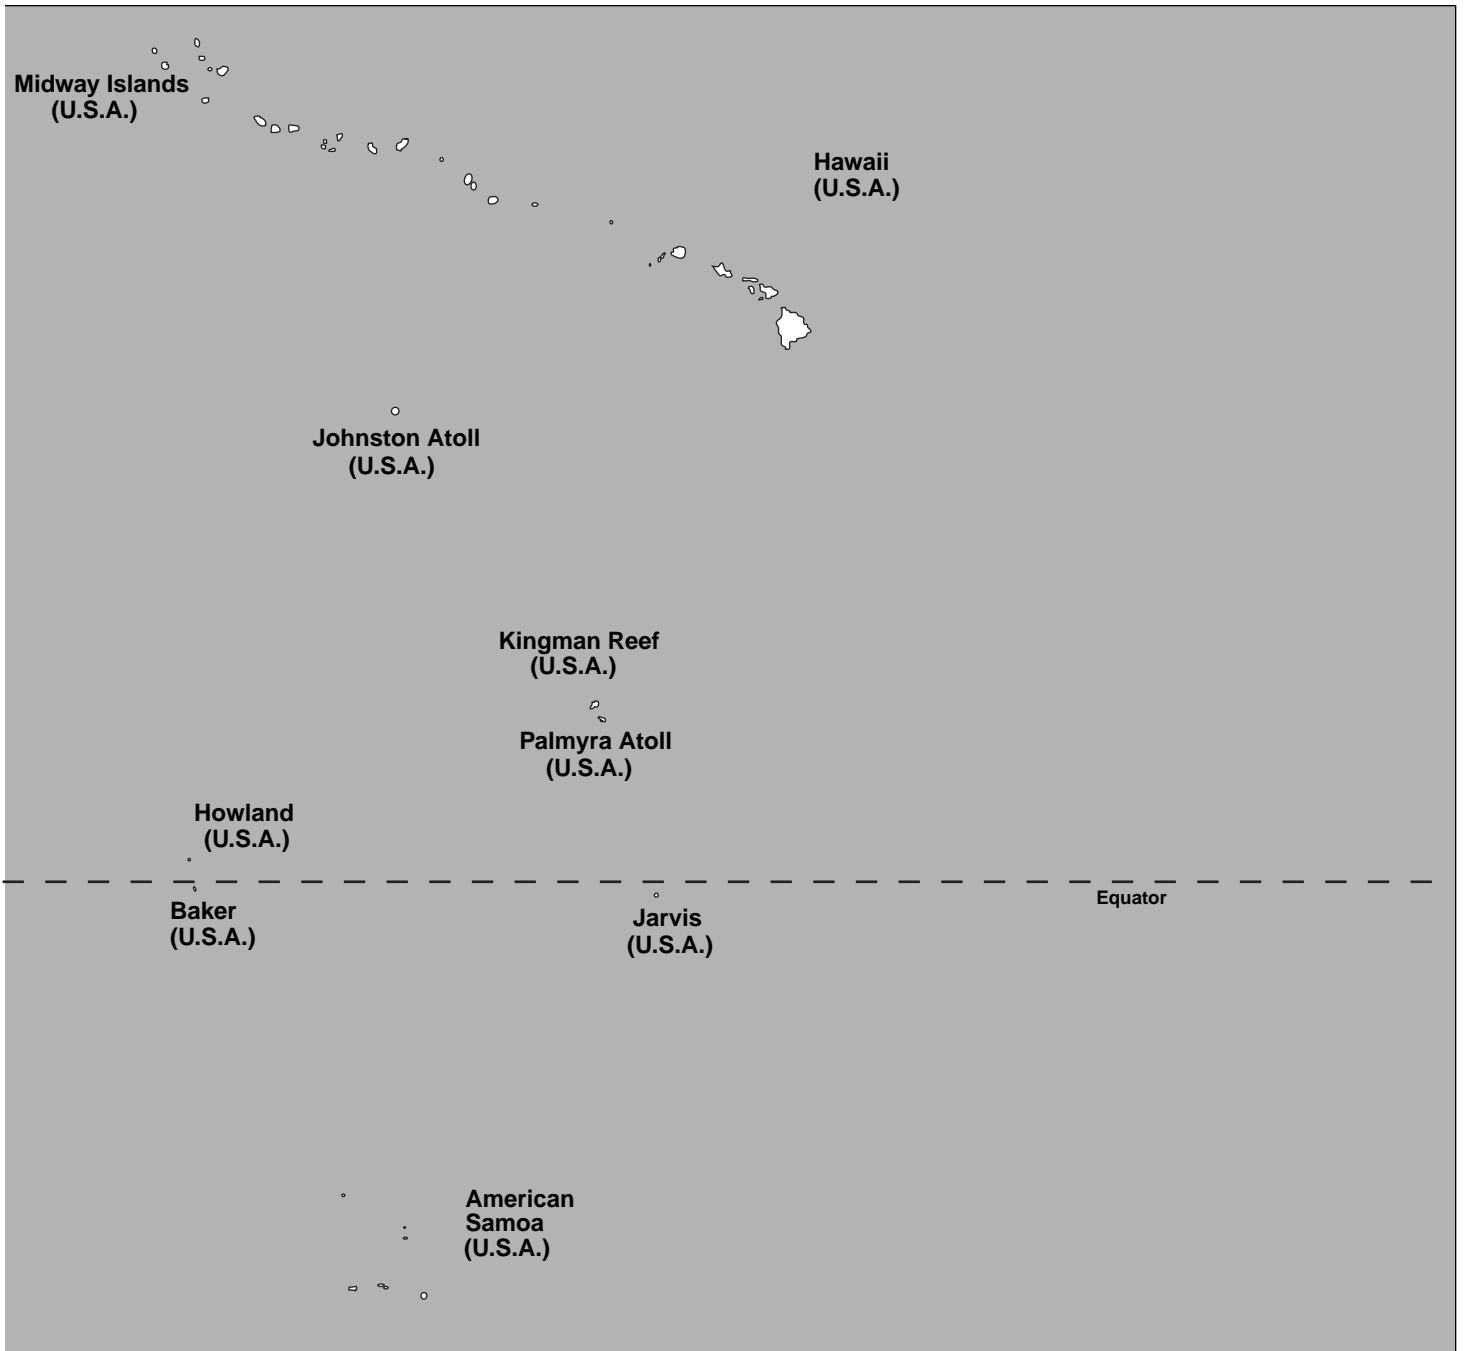 Midway Islands
(U.S.A.)
Hawaii
(U.S.A.)
Johnston Atoll
(U.S.A.)
Kingman Reef
(U.S.A.)
Palmyra Atoll
(U.S.A.)
Howland
(U.S.A.)
Equator
Baker
(U.S.A.)
Jarvis
(U.S.A.)
American
Samoa
(U.S.A.)